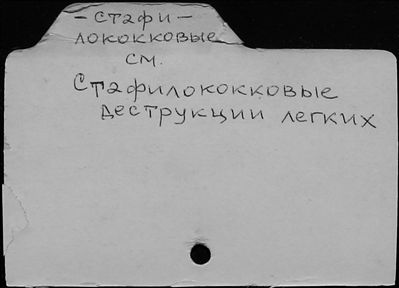 - Стафи -
лококковые
см.
Стафилококковые
деструкции легких